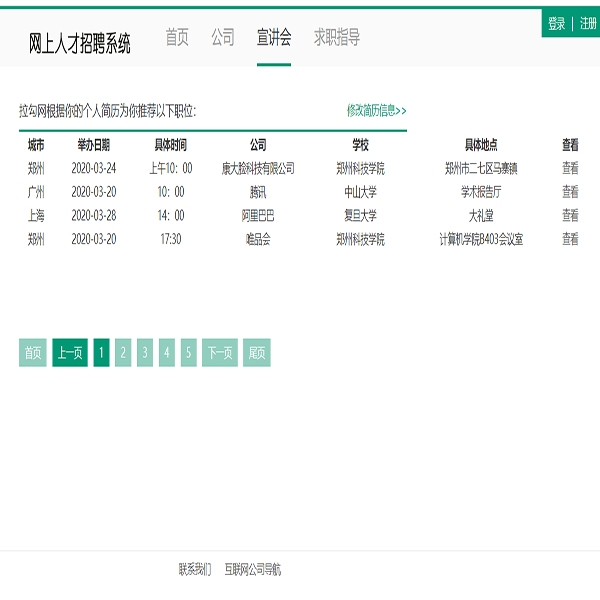 登录 | 注册
网上人才招聘系统 首页 公司 宣讲会 求职指导
拉勾网根据你的个人简历为你推荐以下职位： 修改简历信息>>
城市 举办日期 具体时间 公司 学校 具体地点 查看
郑州 2020-03-24 上午10：00 康大脸科技有限公司 郑州科技学院 郑州市二七区马寨镇 查看
广州 2020-03-20 10：00 腾讯 中山大学 学术报告厅 查看
上海 2020-03-28 14：00 阿里巴巴 复旦大学 大礼堂 查看
郑州 2020-03-20 17:30 唯品会 郑州科技学院 计算机学院B403会议室 查看
首页 上一页 1 2 3 4 5 下一页 尾页
联系我们 互联网公司导航